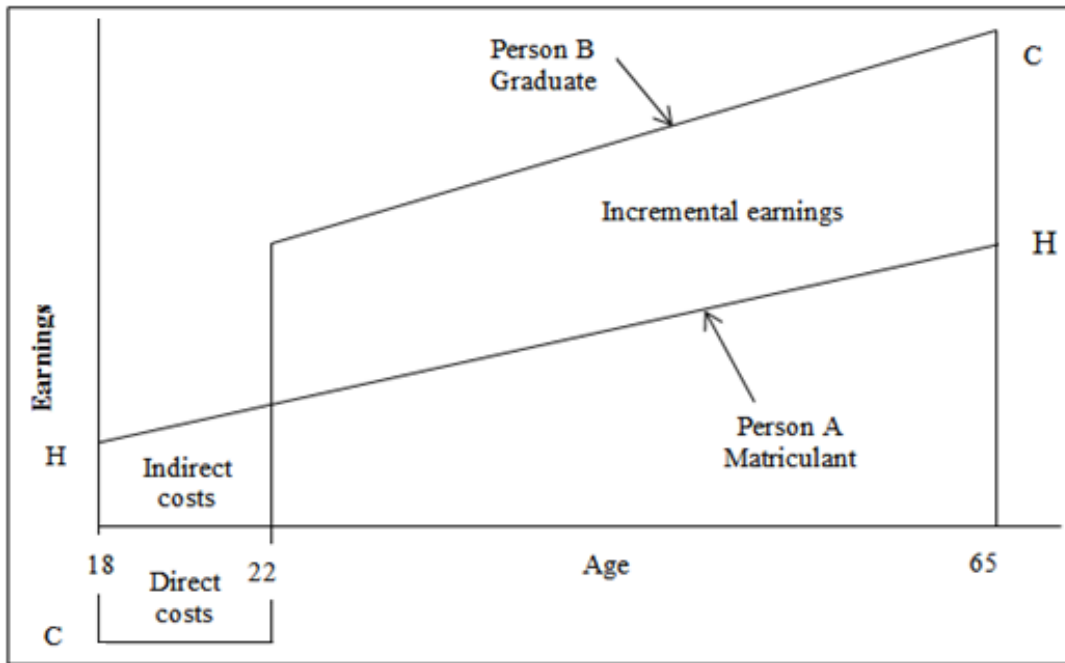 Person B
Graduate
C
Incremental earnings
H
Earnings
H
Indirect
costs
Person A
Matriculant
18
22
Age
65
Direct
costs
C